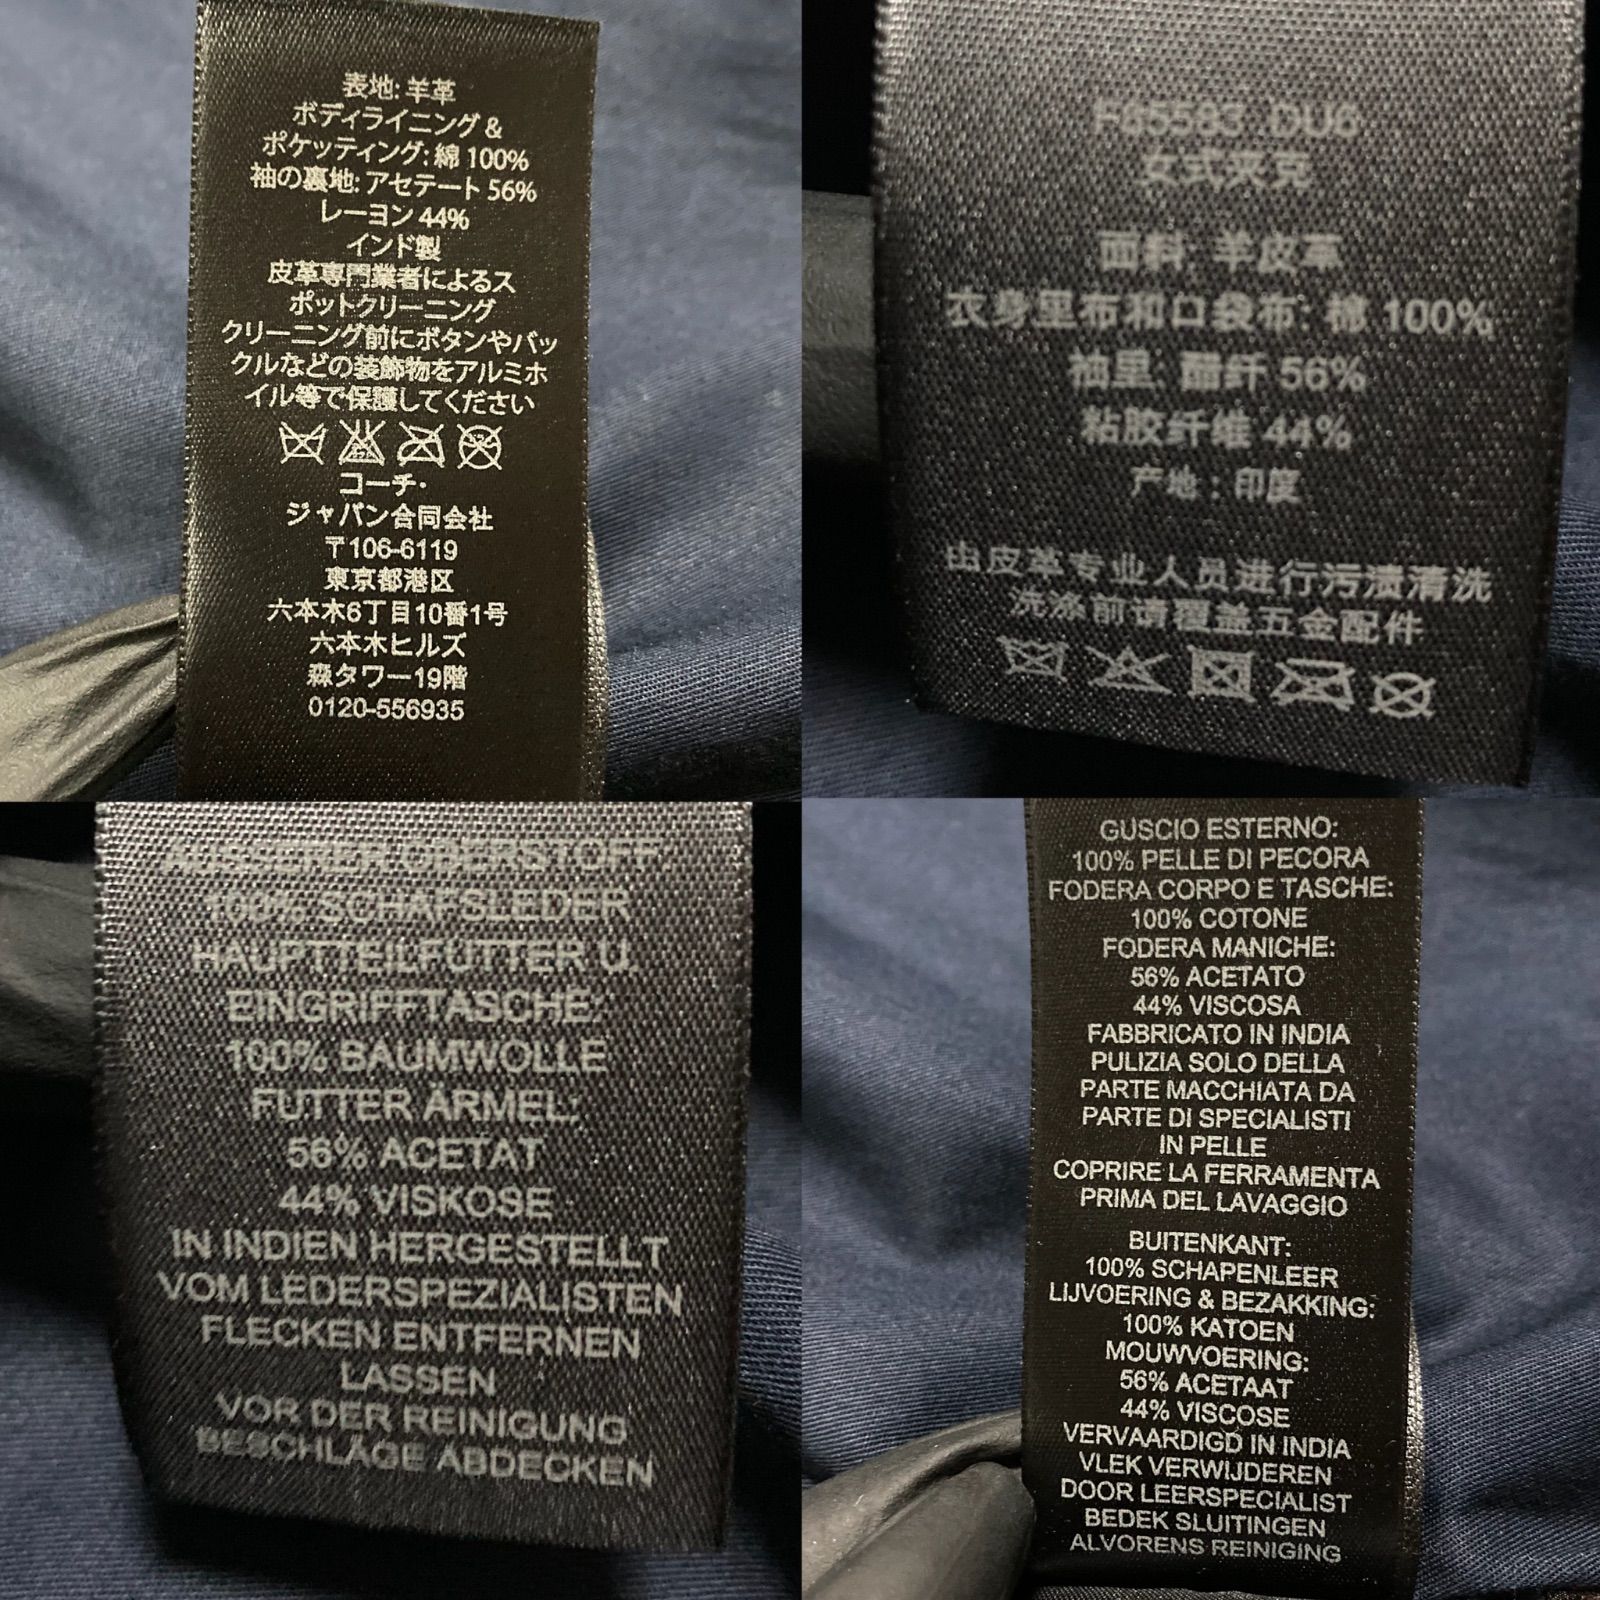 表地: 羊革
ボディライニング &
ポケッティング: 綿 100%
袖の裏地: アセテート 56%
レーヨン 44%
インド製
皮革専門業者によるス
ポットクリーニング
クリーニング前にボタンやバッ
クルなどの装飾物をアルミホ
イル等で保護してください
コーチ・
ジャパン合同会社
〒106-6119
東京都港区
六本木6丁目10番1号
六本木ヒルズ
森タワー19階
0120-556935
F65593 DU6
女式夹克
面料: 羊皮革
衣身里布和口袋布: 棉 100%
袖里: 醋纤 56%
粘胶纤维 44%
产地：印度
由皮革专业人员进行污渍清洗
洗涤前请覆盖五金配件
AUSSERER OBERSTOFF
100% SCHAFSLEDER
HAUPTTEILFUTTER U.
EINGRIFFTASCHE:
100% BAUMWOLLE
FUTTER ÄRMEL:
56% ACETAT
44% VISKOSE
IN INDIEN HERGESTELLT
VOM LEDERSPEZIALISTEN
FLECKEN ENTFERNEN
LASSEN
VOR DER REINIGUNG
BESCHLÄGE ABDECKEN
GUSCIO ESTERNO:
100% PELLE DI PECORA
FODERA CORPO E TASCHE:
100% COTONE
FODERA MANICHE:
56% ACETATO
44% VISCOSA
FABBRICATO IN INDIA
PULIZIA SOLO DELLA
PARTE MACCHIATA DA
PARTE DI SPECIALISTI
IN PELLE
COPRIRE LA FERRAMENTA
PRIMA DEL LAVAGGIO
BUITENKANT:
100% SCHAPENLEER
LIJVOERING & BEZAKKING:
100% KATOEN
MOUWVOERING:
56% ACETAAT
44% VISCOSE
VERVAARDIGD IN INDIA
VLEK VERWIJDEREN
DOOR LEERSPECIALIST
BEDEK SLUITINGEN
ALVORENS REINIGING